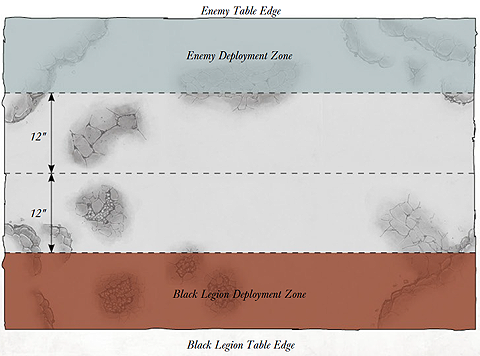 Enemy Table Edge
Enemy Deployment Zone
12"
12"
Black Legion Deployment Zone
Black Legion Table Edge